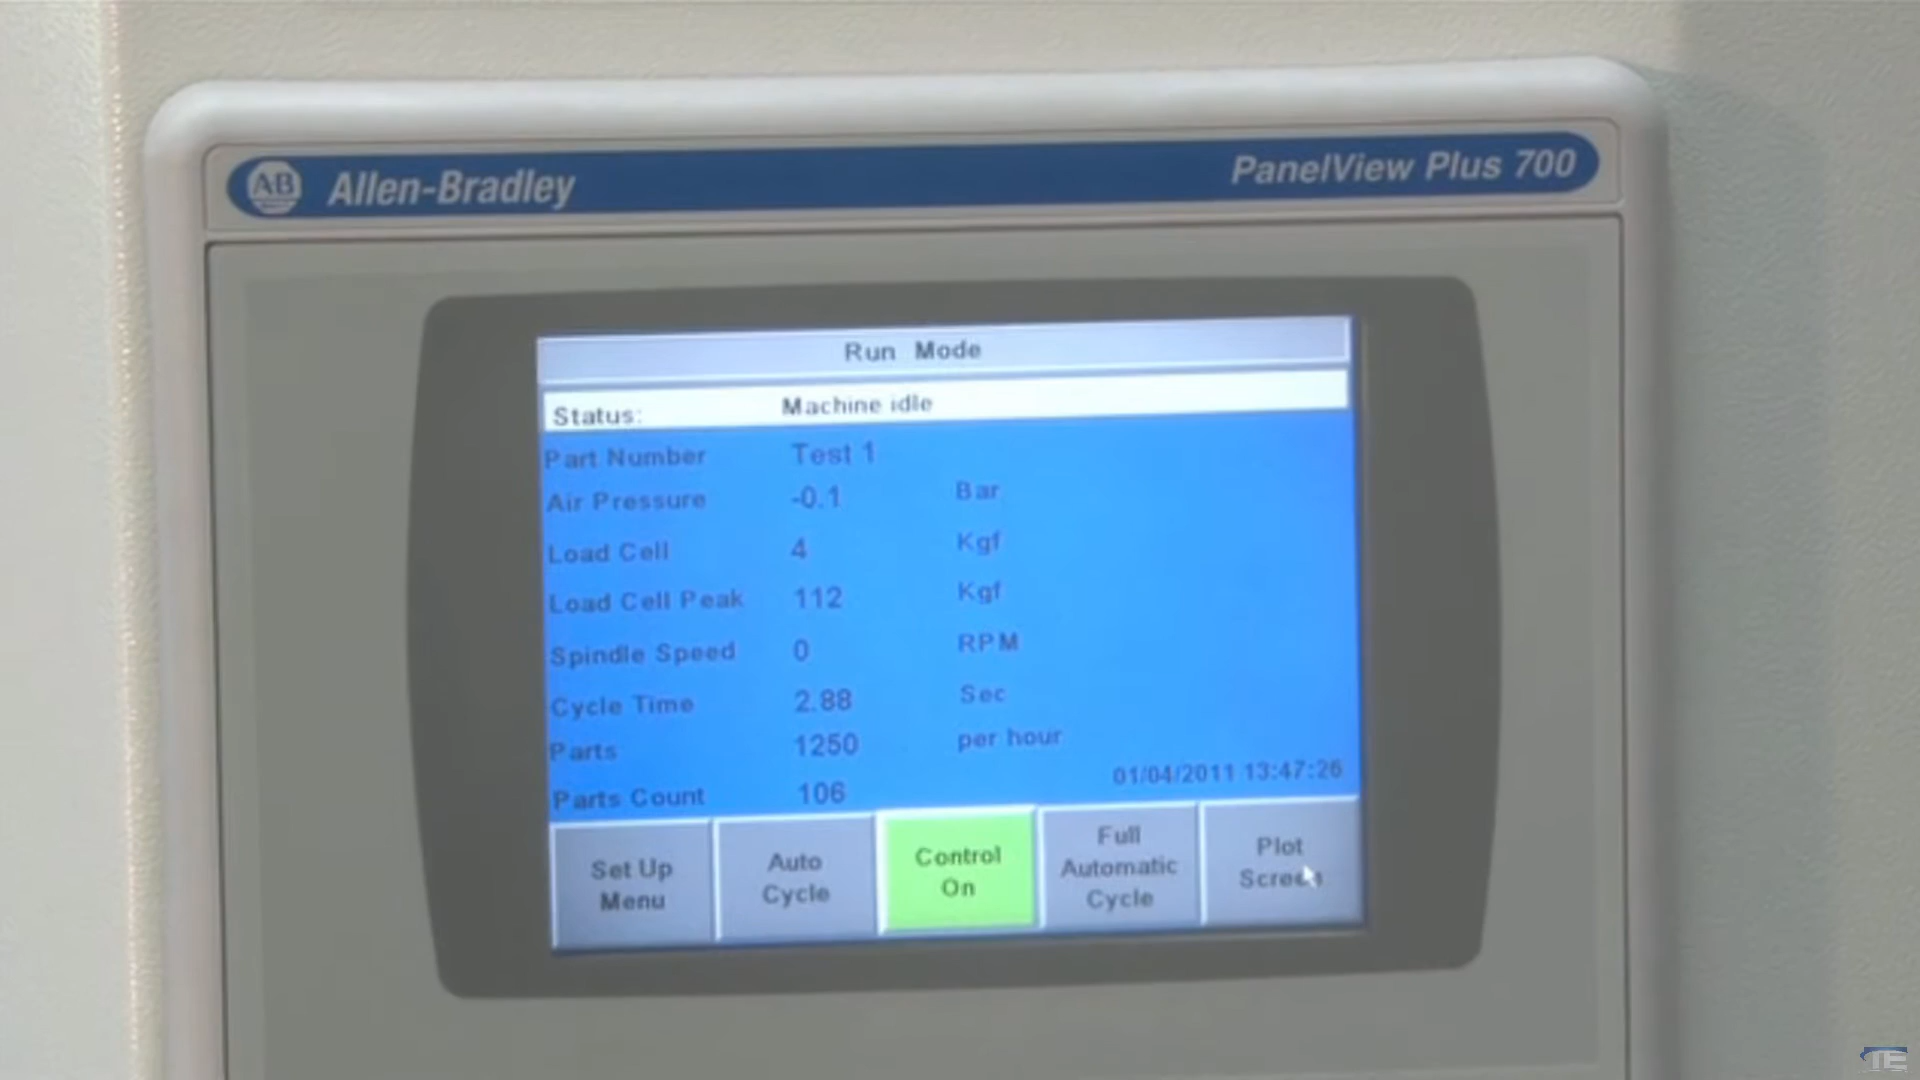 AB Allen-Bradley PanelView Plus 700
Run Mode
Status: Machine idle
Part Number Test 1
Air Pressure -0.1 Bar
Load Cell 4 Kgf
Load Cell Peak 112 Kgf
Spindle Speed 0 RPM
Cycle Time 2.88 Sec
Parts 1250 per hour
01/04/2011 13:47:26
Parts Count 106
Set Up
Menu
Auto
Cycle
Control
On
Full
Automatic
Cycle
Plot
Screen
TE